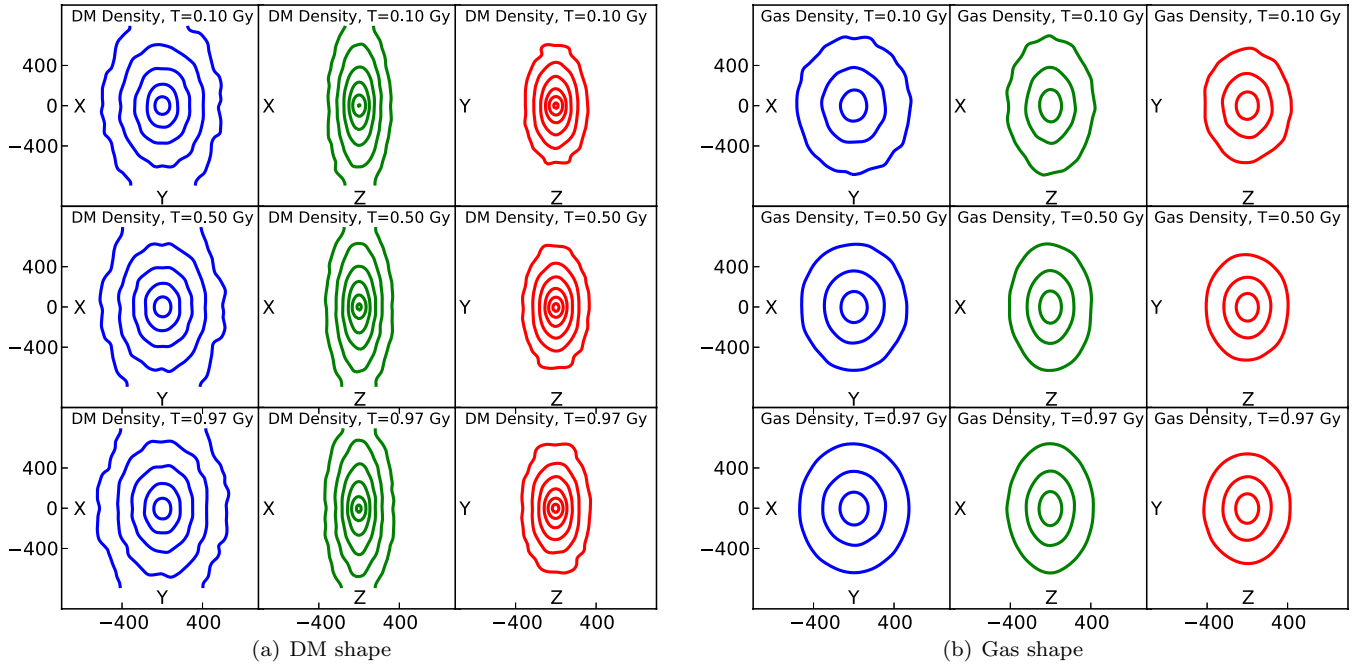 DM Density, T=0.10 Gy DM Density, T=0.10 Gy DM Density, T=0.10 Gy Gas Density, T=0.10 Gy Gas Density, T=0.10 Gy Gas Density, T=0.10 Gy
400 400
0 X X Y 0 X X Y
−400 −400
Y Z Z Y Z Z
DM Density, T=0.50 Gy DM Density, T=0.50 Gy DM Density, T=0.50 Gy Gas Density, T=0.50 Gy Gas Density, T=0.50 Gy Gas Density, T=0.50 Gy
400 400
0 X X Y 0 X X Y
−400 −400
Y Z Z Y Z Z
DM Density, T=0.97 Gy DM Density, T=0.97 Gy DM Density, T=0.97 Gy Gas Density, T=0.97 Gy Gas Density, T=0.97 Gy Gas Density, T=0.97 Gy
400 400
0 X X Y 0 X X Y
−400 −400
Y Z Z Y Z Z
−400 400 −400 400 −400 400 −400 400 −400 400 −400 400
(a) DM shape (b) Gas shape